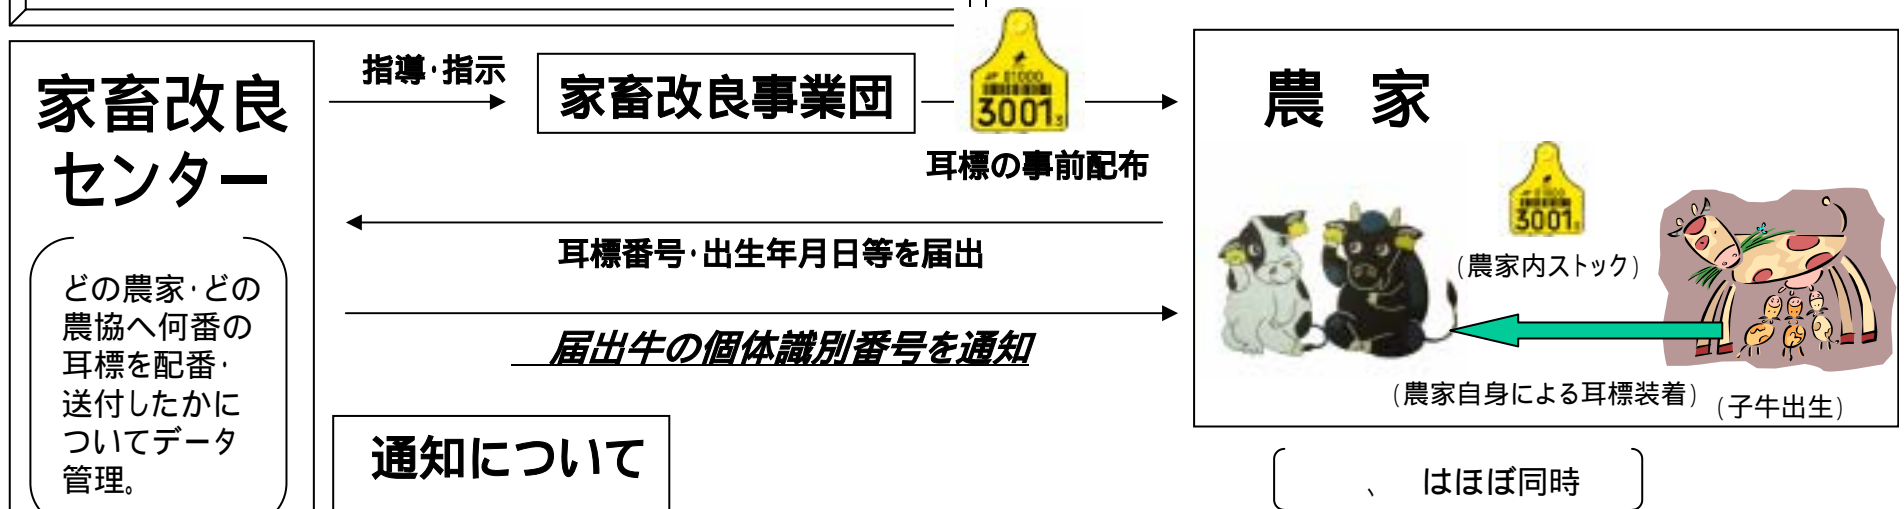 家畜改良
センター
どの農家・どの
農協へ何番の
耳標を配番・
送付したかに
ついてデータ
管理。
指導・指示
家畜改良事業団
01000
3001
耳標の事前配布
耳標番号・出生年月日等を届出
届出牛の個体識別番号を通知
通知について
農 家
3001
(農家内ストック)
(農家自身による耳標装着)
(子牛出生)
、 はほぼ同時